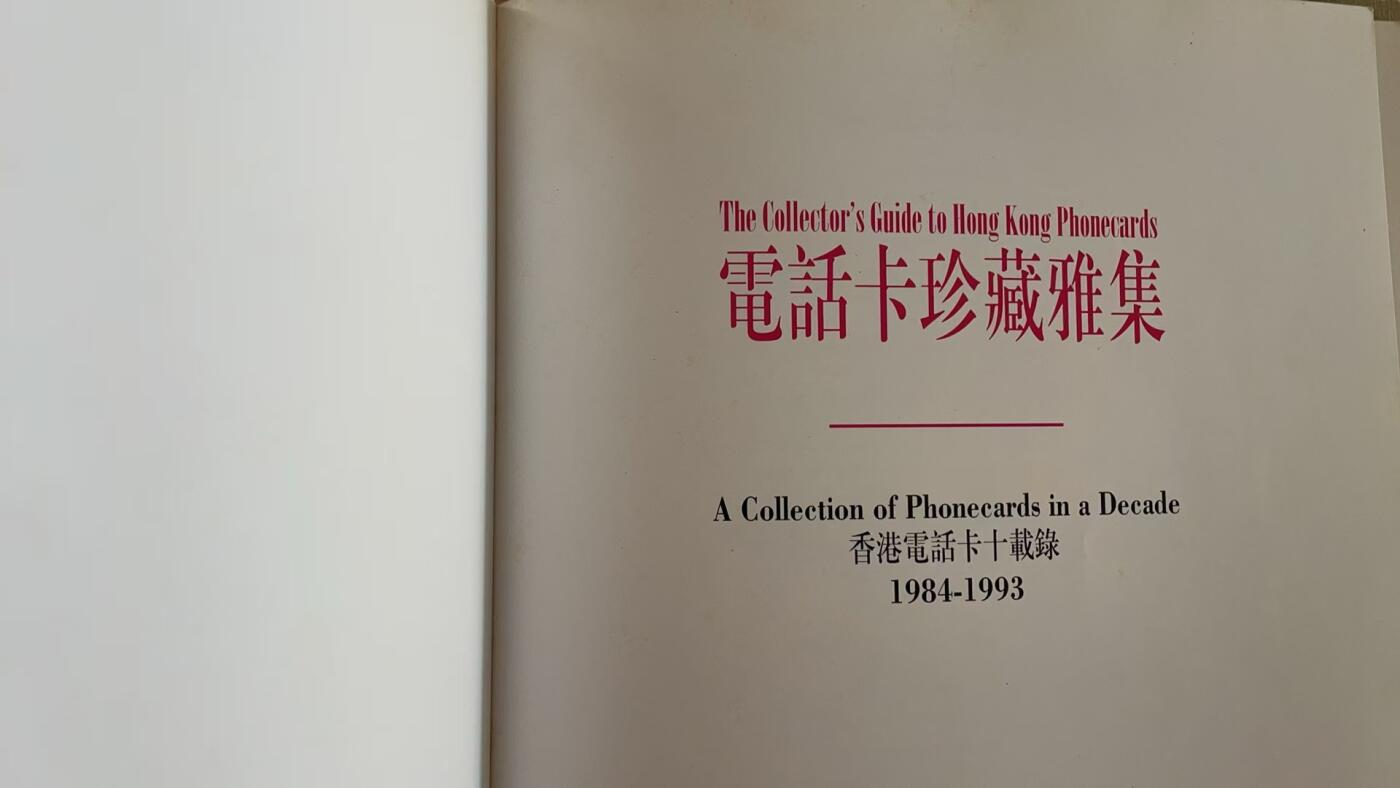 The Collector's Guide to Hong Kong Phonecards
電話卡珍藏雅集
A Collection of Phonecards in a Decade
香港電話卡十載錄
1984-1993